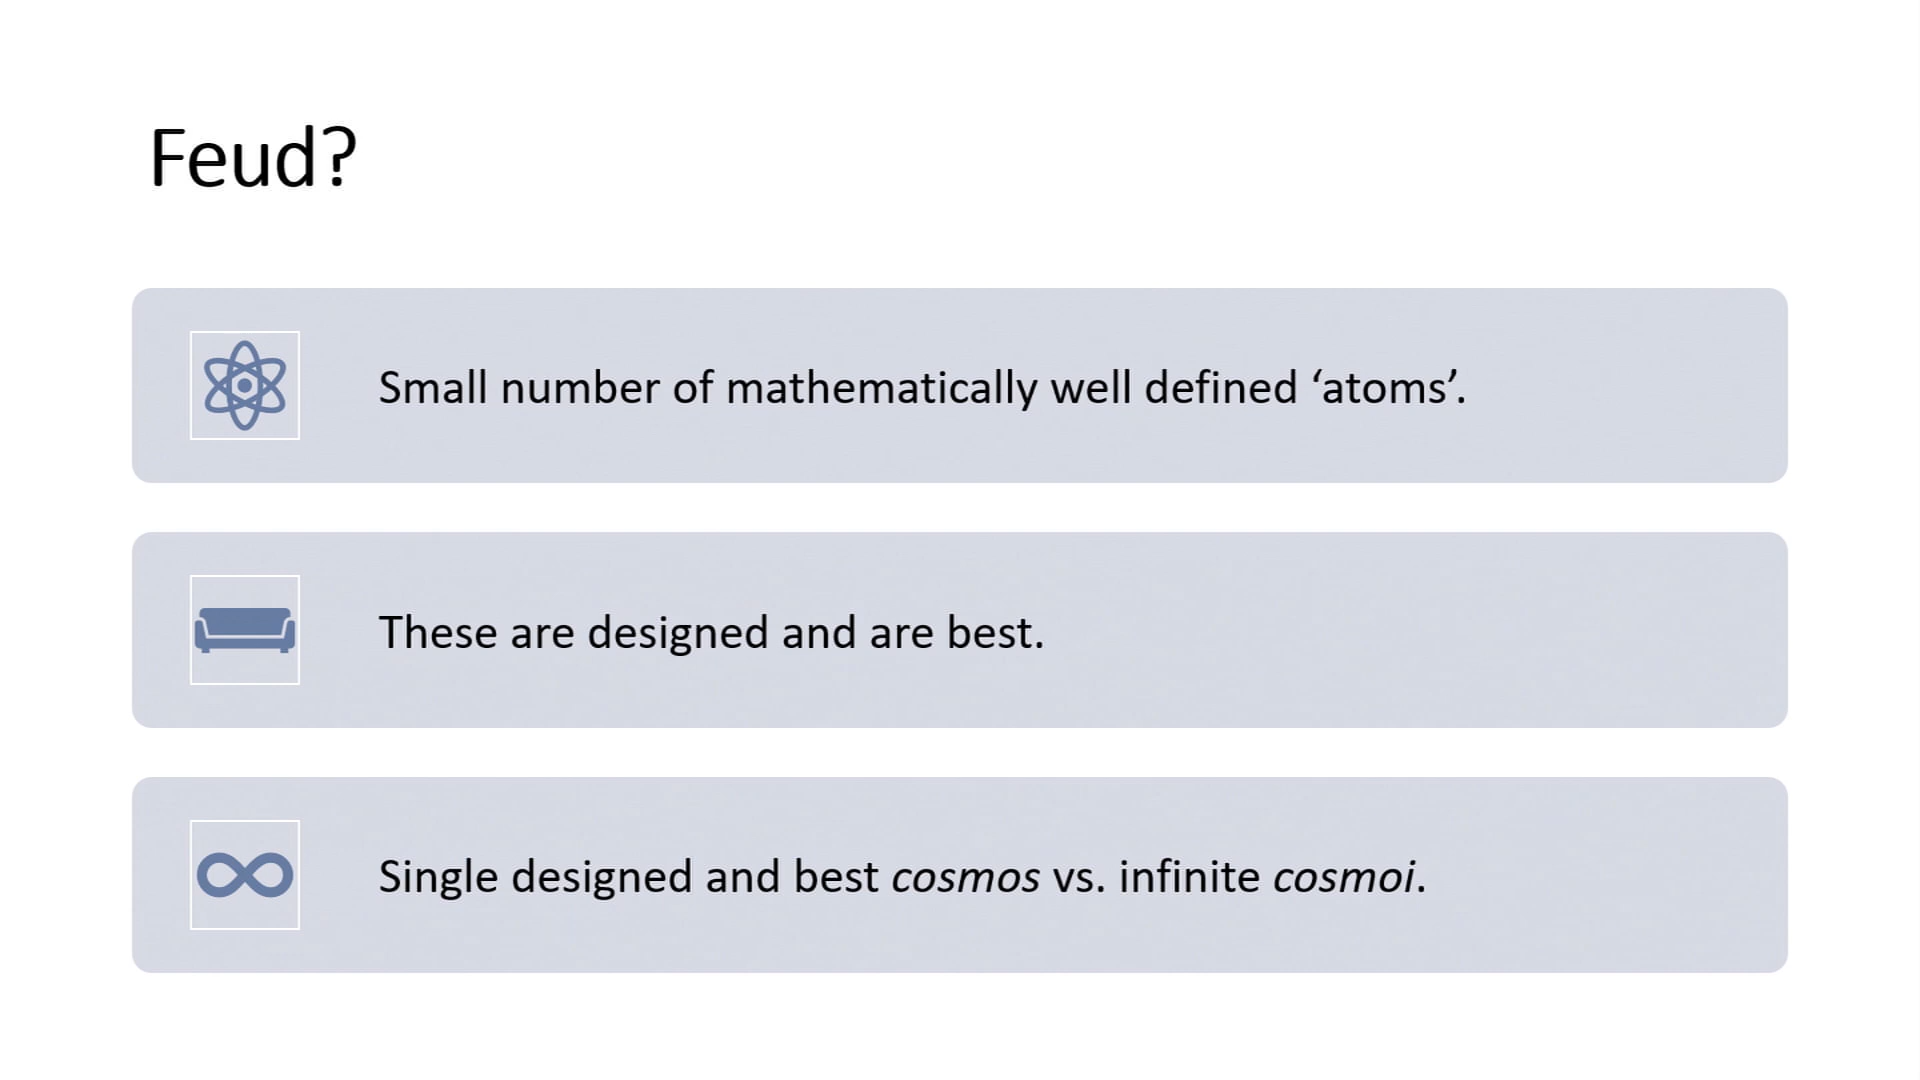 Feud?
Small number of mathematically well defined ‘atoms’.
These are designed and are best.
Single designed and best cosmos vs. infinite cosmoi.